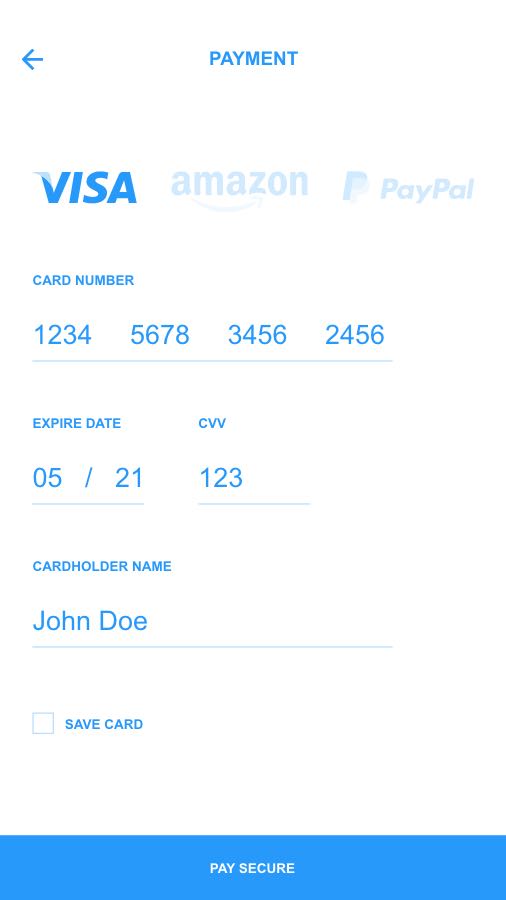 PAYMENT
VISA amazon PayPal
CARD NUMBER
1234 5678 3456 2456
EXPIRE DATE CVV
05 / 21 123
CARDHOLDER NAME
John Doe
SAVE CARD
PAY SECURE